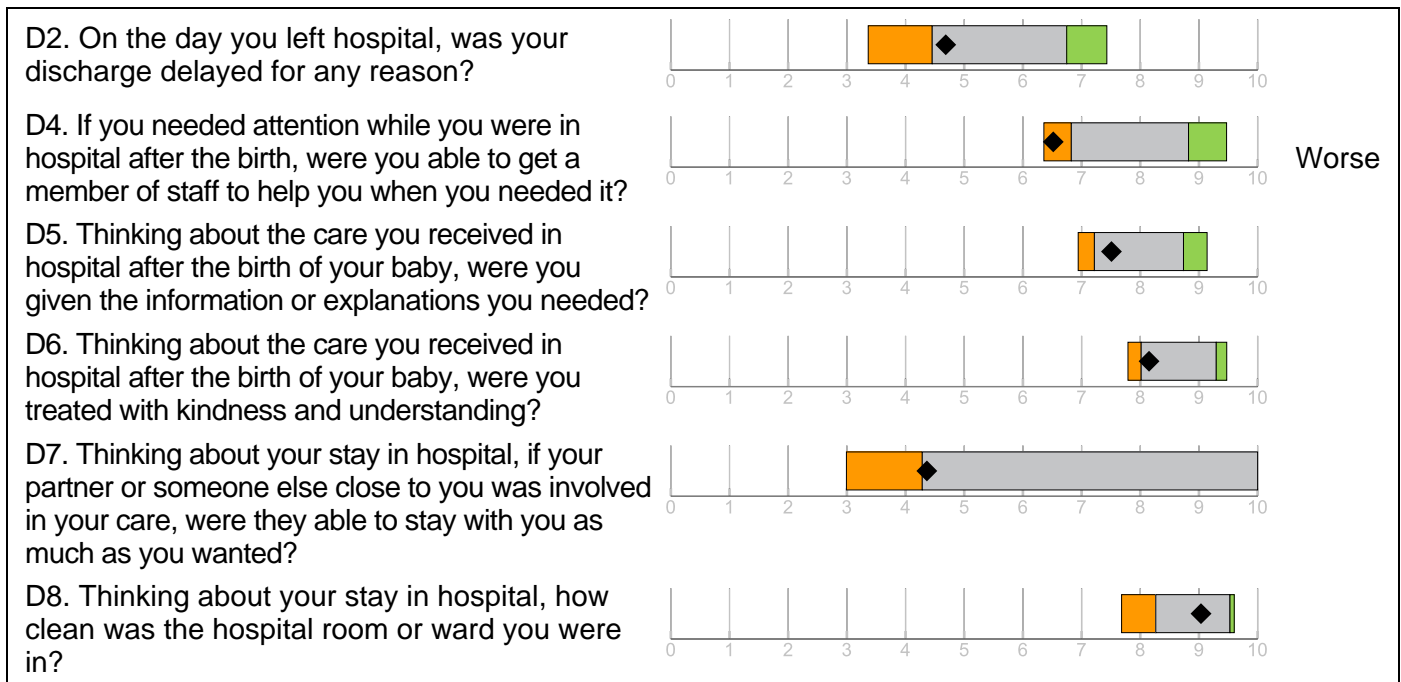 D2. On the day you left hospital, was your
discharge delayed for any reason?
0 1 2 3 4 5 6 7 8 9 10
D4. If you needed attention while you were in
hospital after the birth, were you able to get a
member of staff to help you when you needed it?
0 1 2 3 4 5 6 7 8 9 10
Worse
D5. Thinking about the care you received in
hospital after the birth of your baby, were you
given the information or explanations you needed?
0 1 2 3 4 5 6 7 8 9 10
D6. Thinking about the care you received in
hospital after the birth of your baby, were you
treated with kindness and understanding?
0 1 2 3 4 5 6 7 8 9 10
D7. Thinking about your stay in hospital, if your
partner or someone else close to you was involved
in your care, were they able to stay with you as
much as you wanted?
0 1 2 3 4 5 6 7 8 9 10
D8. Thinking about your stay in hospital, how
clean was the hospital room or ward you were
in?
0 1 2 3 4 5 6 7 8 9 10